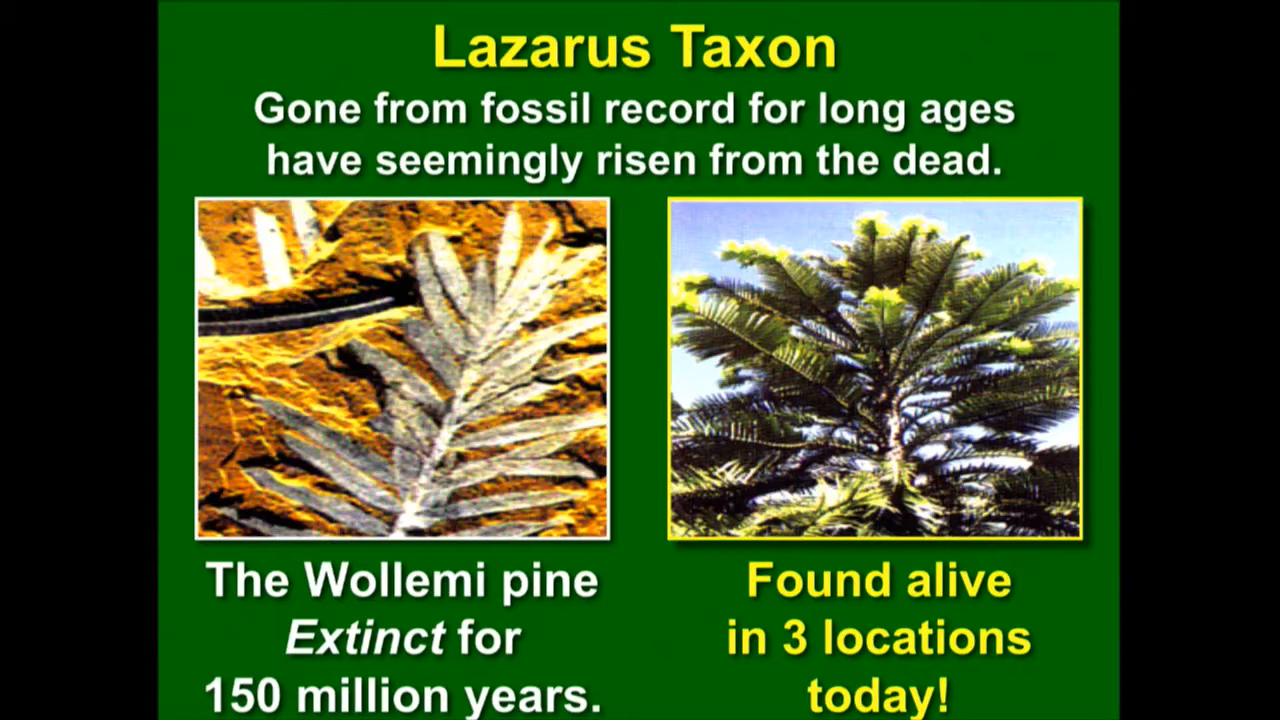 Lazarus Taxon
Gone from fossil record for long ages
have seemingly risen from the dead.
The Wollemi pine
Extinct for
150 million years.
Found alive
in 3 locations
today!